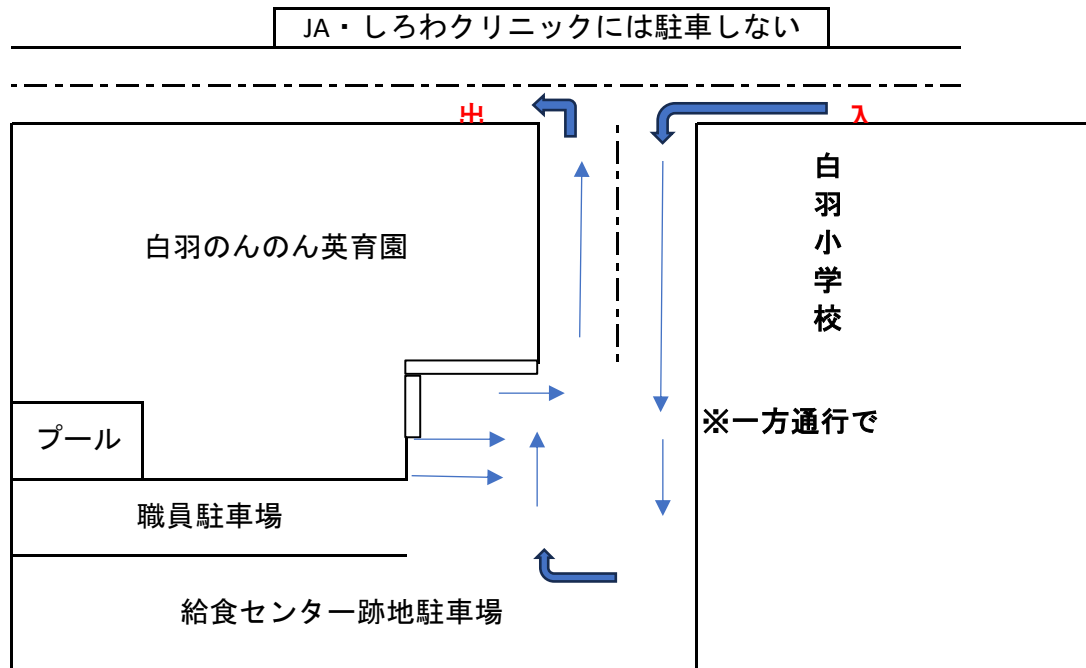 JA・しろわクリニックには駐車しない
出
入
白羽小学校
白羽のんのん英育園
※一方通行で
プール
職員駐車場
給食センター跡地駐車場